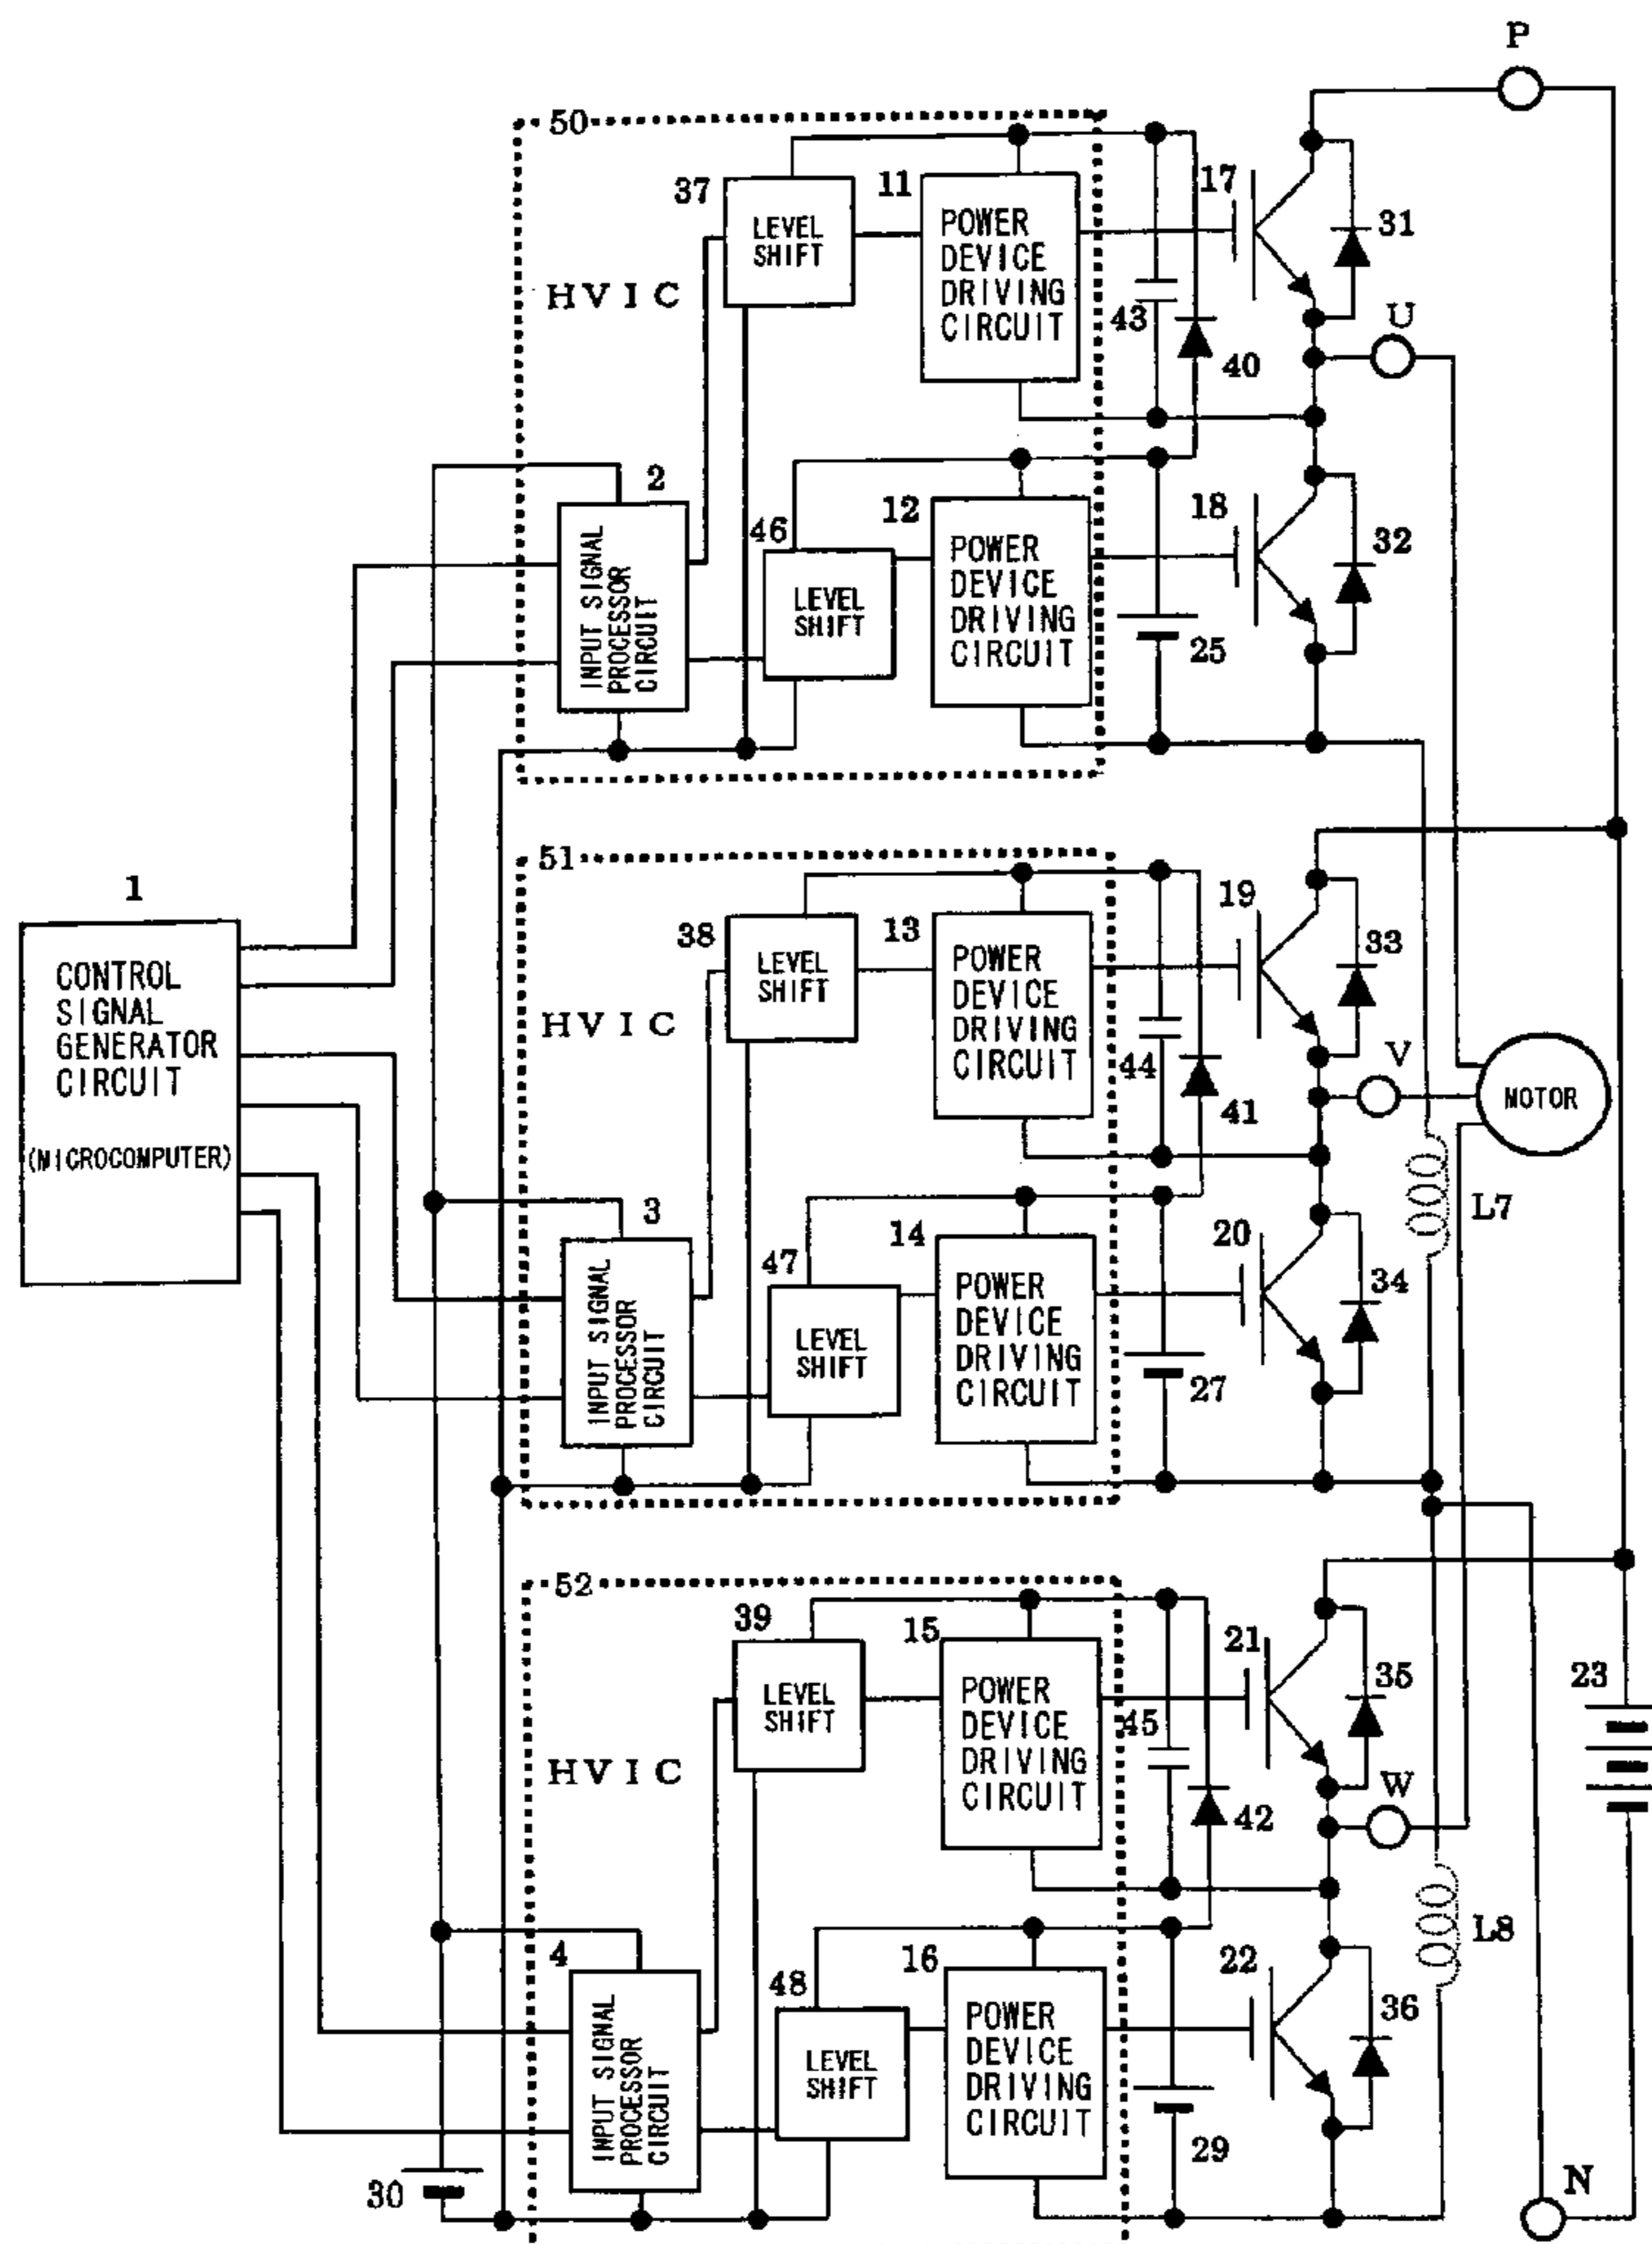 P
50
37
LEVEL
SHIFT
11
POWER
DEVICE
DRIVING
CIRCUIT
17
31
HVIC
43
40
U
2
INPUT SIGNAL
PROCESSOR
CIRCUIT
46
LEVEL
SHIFT
12
POWER
DEVICE
DRIVING
CIRCUIT
18
32
25
51
1
CONTROL
SIGNAL
GENERATOR
CIRCUIT
(MICROCOMPUTER)
38
LEVEL
SHIFT
13
POWER
DEVICE
DRIVING
CIRCUIT
19
33
HVIC
44
41
V
MOTOR
3
INPUT SIGNAL
PROCESSOR
CIRCUIT
47
LEVEL
SHIFT
14
POWER
DEVICE
DRIVING
CIRCUIT
20
34
L7
27
52
39
LEVEL
SHIFT
15
POWER
DEVICE
DRIVING
CIRCUIT
21
35
23
HVIC
45
42
W
4
INPUT SIGNAL
PROCESSOR
CIRCUIT
48
LEVEL
SHIFT
16
POWER
DEVICE
DRIVING
CIRCUIT
22
36
L8
29
30
N